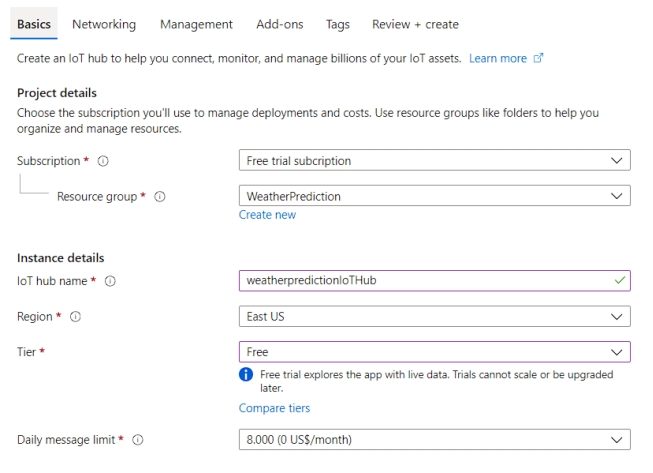 Basics Networking Management Add-ons Tags Review + create
Create an IoT hub to help you connect, monitor, and manage billions of your IoT assets. Learn more
Project details
Choose the subscription you'll use to manage deployments and costs. Use resource groups like folders to help you
organize and manage resources.
Subscription * Free trial subcription
Resource group * WeatherPrediction
Create new
Instance details
IoT hub name * weatherpredictionIoTHub
Region * East US
Tier * Free
Free trial explores the app with live data. Trials cannot scale or be upgraded
later.
Compare tiers
Daily message limit * 8.000 (0 US$/month)